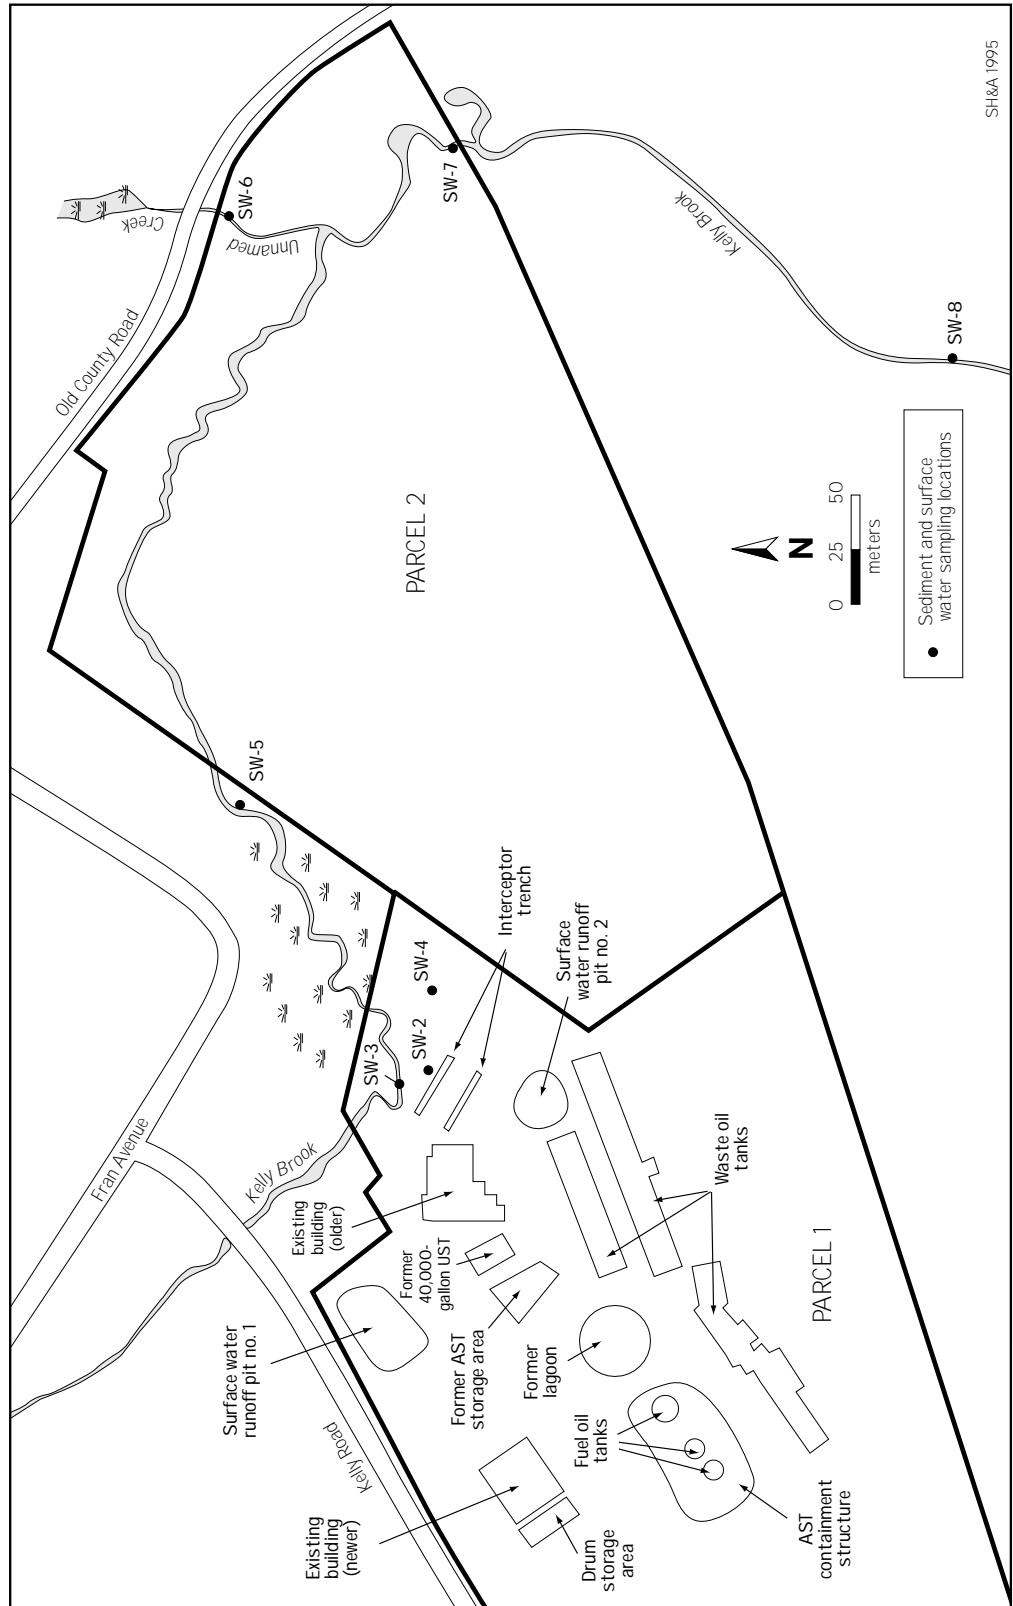 SH&A 1995
Creek
Unnamed
SW-6
SW-7
Old County Road
Kelly Brook
SW-8
PARCEL 2
N
0 25 50
meters
Sediment and surface
water sampling locations
SW-5
SW-4
SW-2
SW-3
Interceptor
trench
Surface
water runoff
pit no. 2
Fran Avenue
Kelly Brook
Existing
building
(older)
Former
40,000-
gallon UST
Waste oil
tanks
PARCEL 1
Surface water
runoff pit no. 1
Former AST
storage area
Former
lagoon
Kelly Road
Fuel oil
tanks
Existing
building
(newer)
Drum
storage
area
AST
containment
structure